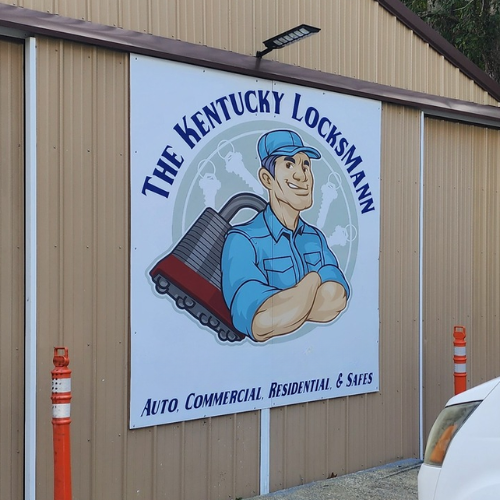 THE KENTUCKY LOCKSMANN
AUTO, COMMERCIAL, RESIDENTIAL, & SAFES